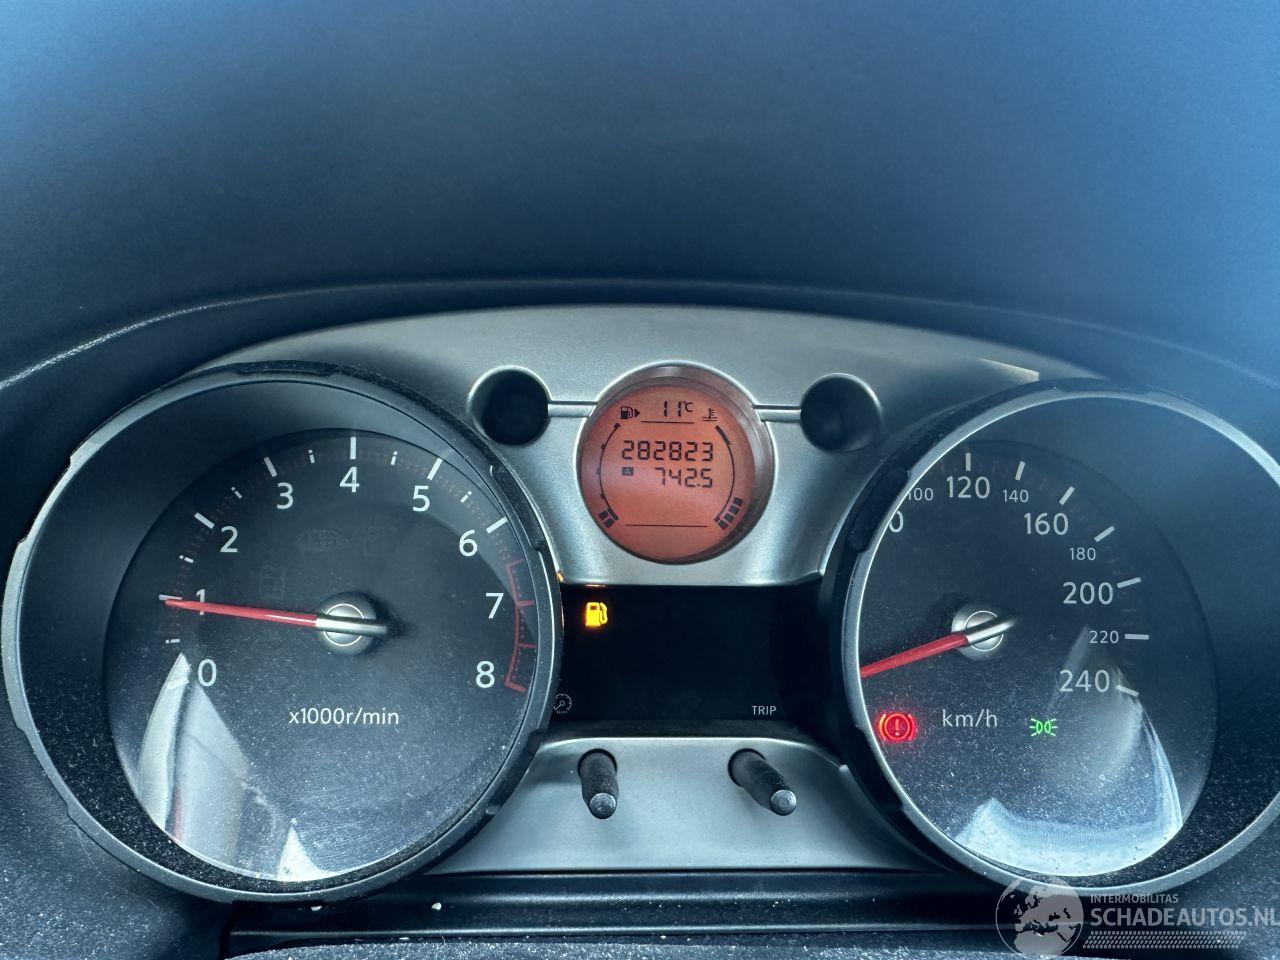 11°C
282823
A 742.5
0
1
2
3
4
5
6
7
8
x1000r/min
TRIP
100
120
140
160
180
200
220
240
km/h
INTERMOBILITAS
SCHADEAUTOS.NL